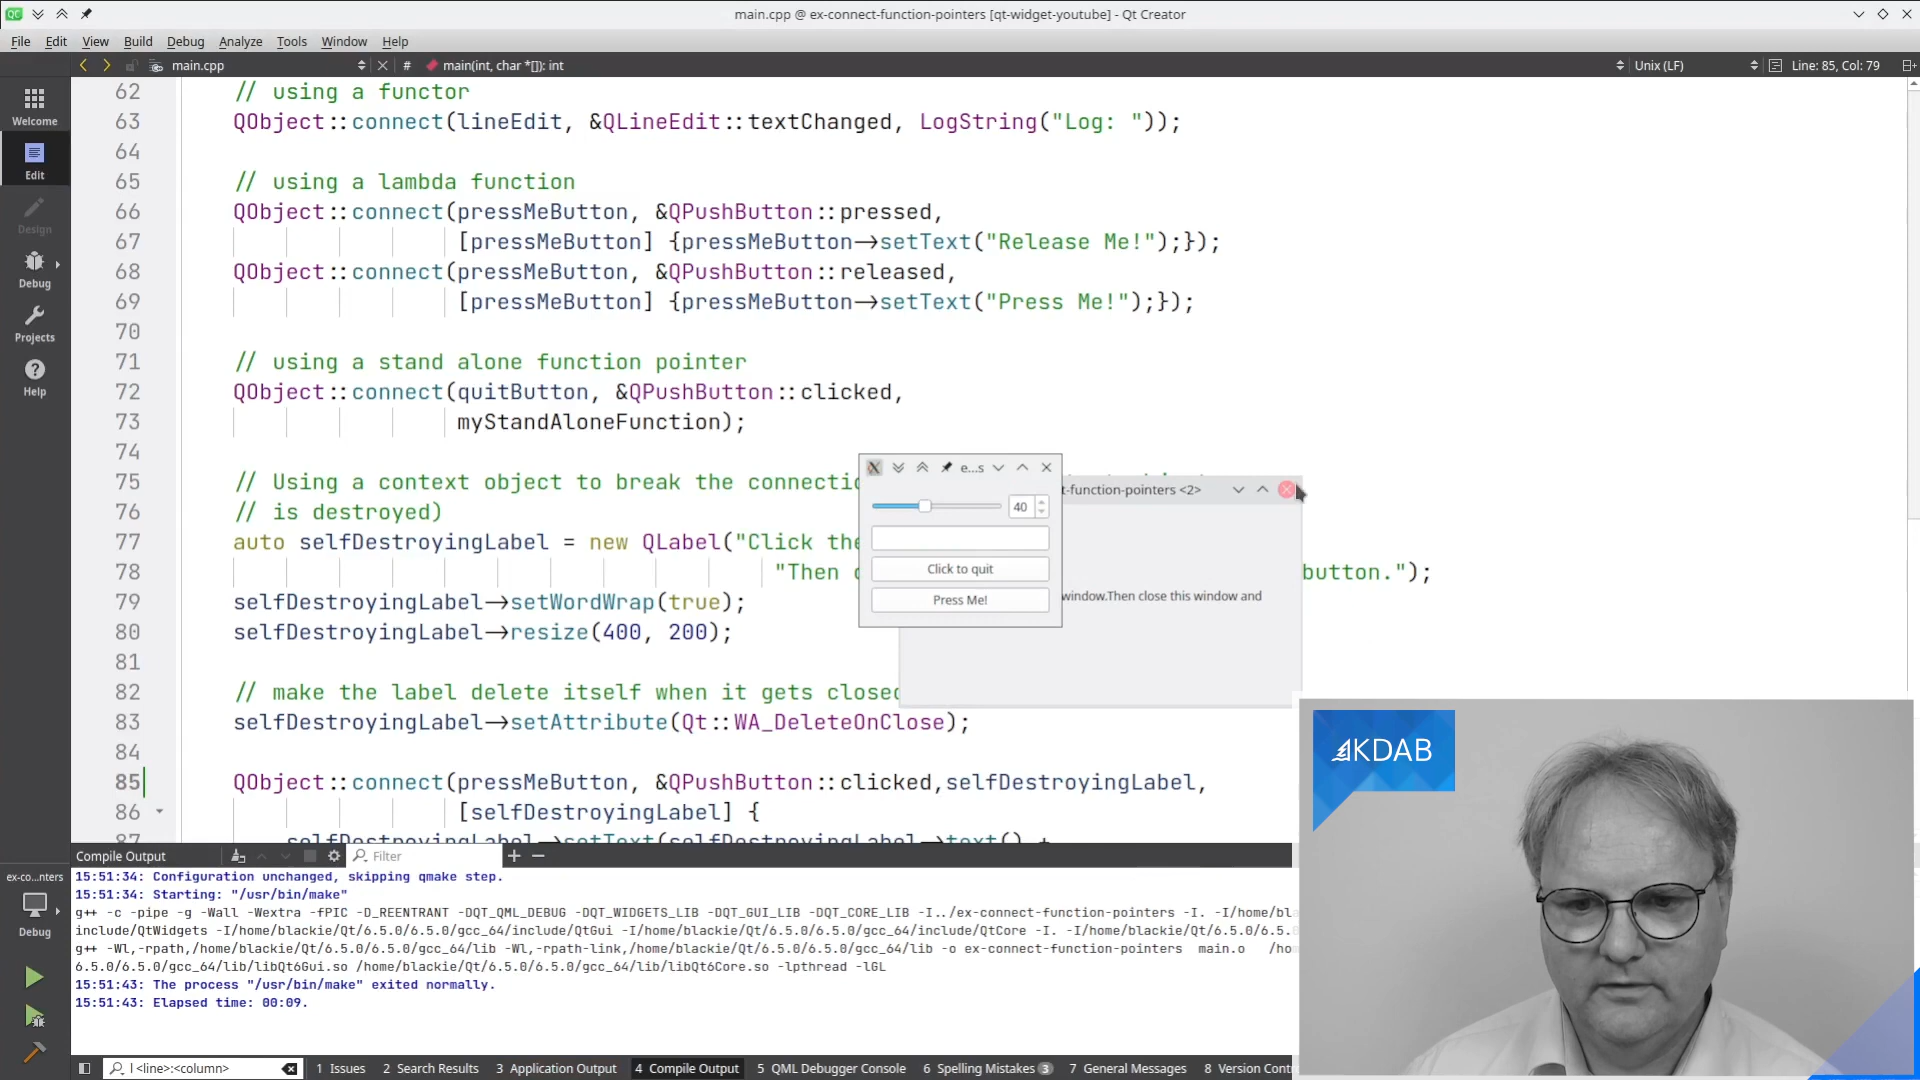 main.cpp @ ex-connect-function-pointers [qt-widget-youtube] - Qt Creator
File Edit View Build Debug Analyze Tools Window Help
main.cpp # main(int, char *[]): int Unix (LF) Line: 85, Col: 79
Welcome
Edit
Design
Debug
Projects
Help
62 // using a functor
63 QObject::connect(lineEdit, &QLineEdit::textChanged, LogString("Log: "));
64
65 // using a lambda function
66 QObject::connect(pressMeButton, &QPushButton::pressed,
67 [pressMeButton] {pressMeButton->setText("Release Me!");});
68 QObject::connect(pressMeButton, &QPushButton::released,
69 [pressMeButton] {pressMeButton->setText("Press Me!");});
70
71 // using a stand alone function pointer
72 QObject::connect(quitButton, &QPushButton::clicked,
73 myStandAloneFunction);
74
75 // Using a context object to break the connectio
76 // is destroyed)
77 auto selfDestroyingLabel = new QLabel("Click the
78 "Then button.");
79 selfDestroyingLabel->setWordWrap(true);
80 selfDestroyingLabel->resize(400, 200);
81
82 // make the label delete itself when it gets closed
83 selfDestroyingLabel->setAttribute(Qt::WA_DeleteOnClose);
84
85 QObject::connect(pressMeButton, &QPushButton::clicked,selfDestroyingLabel,
86 [selfDestroyingLabel] {
87 selfDestroyingLabel->setText(selfDestroyingLabel->text() +
e...s
40
Click to quit
Press Me!
t-function-pointers <2>
window.Then close this window and
KDAB
Compile Output Filter
15:51:34: Configuration unchanged, skipping qmake step.
15:51:34: Starting: "/usr/bin/make"
g++ -c -pipe -g -Wall -Wextra -fPIC -D_REENTRANT -DQT_QML_DEBUG -DQT_WIDGETS_LIB -DQT_GUI_LIB -DQT_CORE_LIB -I../ex-connect-function-pointers -I. -I/home/bla
include/QtWidgets -I/home/blackie/Qt/6.5.0/6.5.0/gcc_64/include/QtGui -I/home/blackie/Qt/6.5.0/6.5.0/gcc_64/include/QtCore -I. -I/home/blackie/Qt/6.5.0/6.5.0
g++ -Wl,-rpath,/home/blackie/Qt/6.5.0/6.5.0/gcc_64/lib -Wl,-rpath-link,/home/blackie/Qt/6.5.0/6.5.0/gcc_64/lib -o ex-connect-function-pointers main.o /hom
6.5.0/6.5.0/gcc_64/lib/libQt6Gui.so /home/blackie/Qt/6.5.0/6.5.0/gcc_64/lib/libQt6Core.so -lpthread -lGL
15:51:43: The process "/usr/bin/make" exited normally.
15:51:43: Elapsed time: 00:09.
ex-co...nters
Debug
l <line>:<column> 1 Issues 2 Search Results 3 Application Output 4 Compile Output 5 QML Debugger Console 6 Spelling Mistakes 3 7 General Messages 8 Version Cont